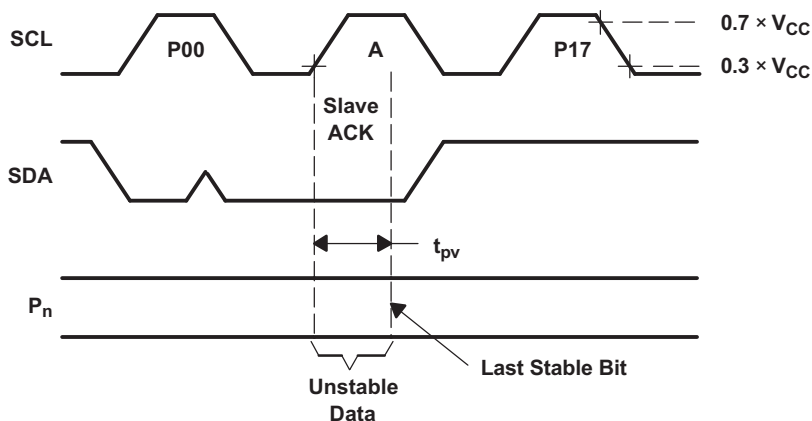 SCL
P00
A
P17
0.7 × VCC
0.3 × VCC
Slave
ACK
SDA
tpv
Pn
Last Stable Bit
Unstable
Data